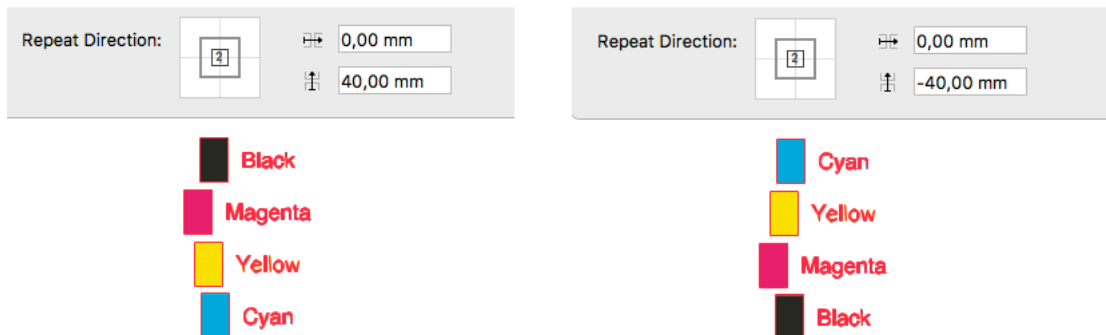 Repeat Direction:
2
0,00 mm
40,00 mm
Black
Magenta
Yellow
Cyan
Repeat Direction:
2
0,00 mm
-40,00 mm
Cyan
Yellow
Magenta
Black